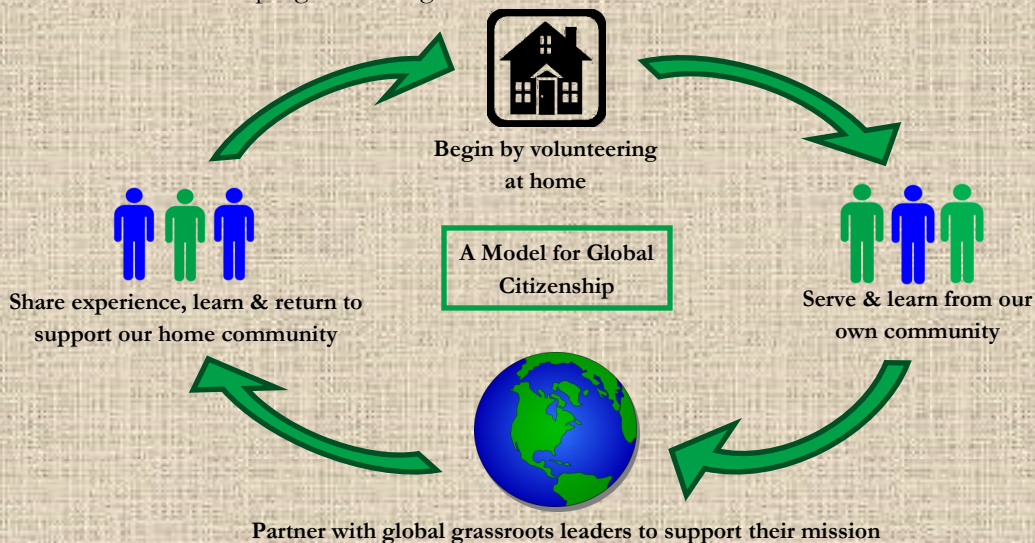 Begin by volunteering
at home
Serve & learn from our
own community
Partner with global grassroots leaders to support their mission
Share experience, learn & return to
support our home community
A Model for Global
Citizenship